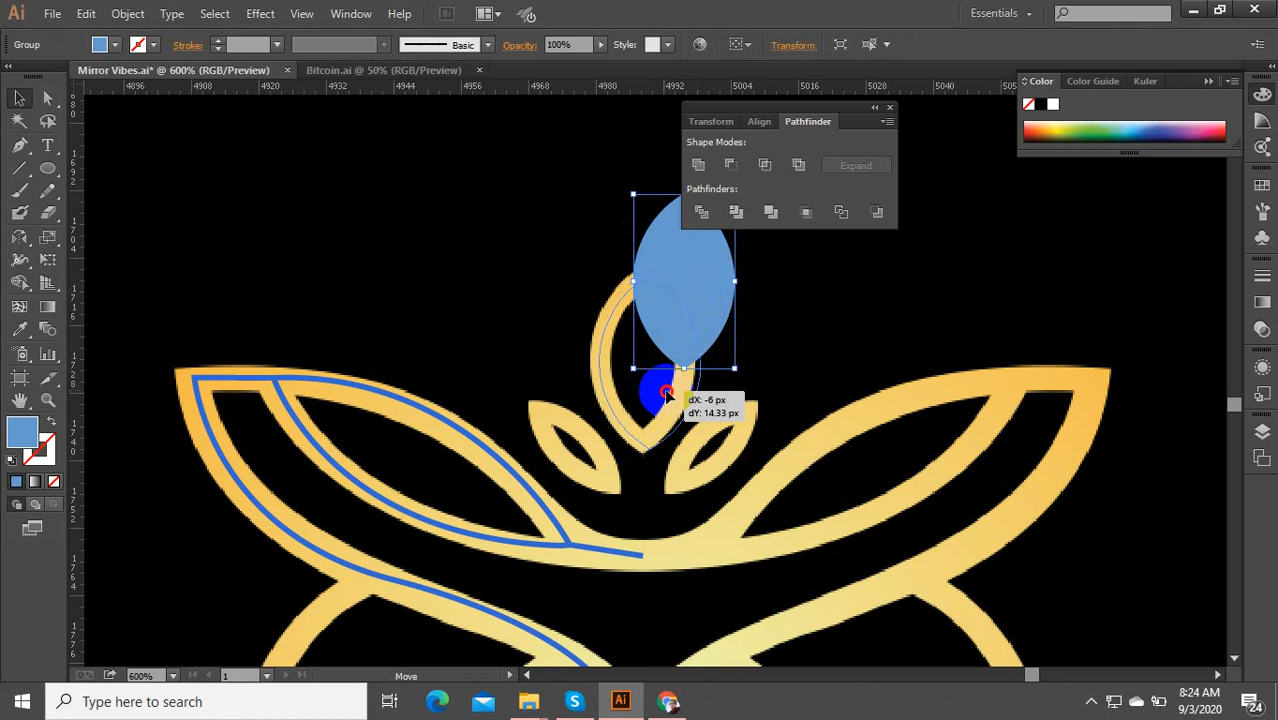 Ai File Edit Object Type Select Effect View Window Help Br Essentials
Group Stroke: Basic Opacity: 100% Style: Transform
Mirror Vibes.ai* @ 600% (RGB/Preview) × Bitcoin.ai @ 50% (RGB/Preview) ×
Color Color Guide Kuler
4896 4908 4920 4932 4944 4956 4968 4980 4992 5004 5016 5028 5040
Transform Align Pathfinder
Shape Modes:
Expand
Pathfinders:
dX: -6 px
dY: 14.33 px
600% 1 Move
Type here to search
S
Ai
8:24 AM
9/3/2020
24